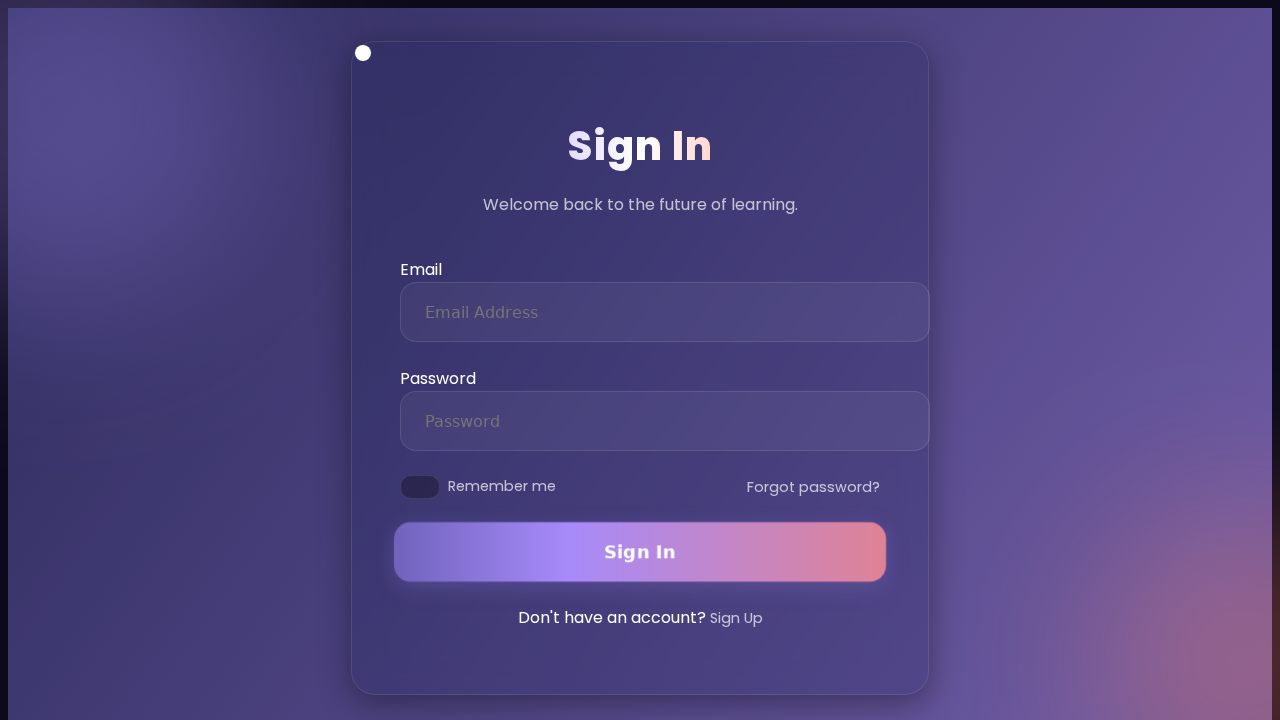 Sign In
Welcome back to the future of learning.
Email
Email Address
Password
Password
Remember me
Forgot password?
Sign In
Don't have an account? Sign Up